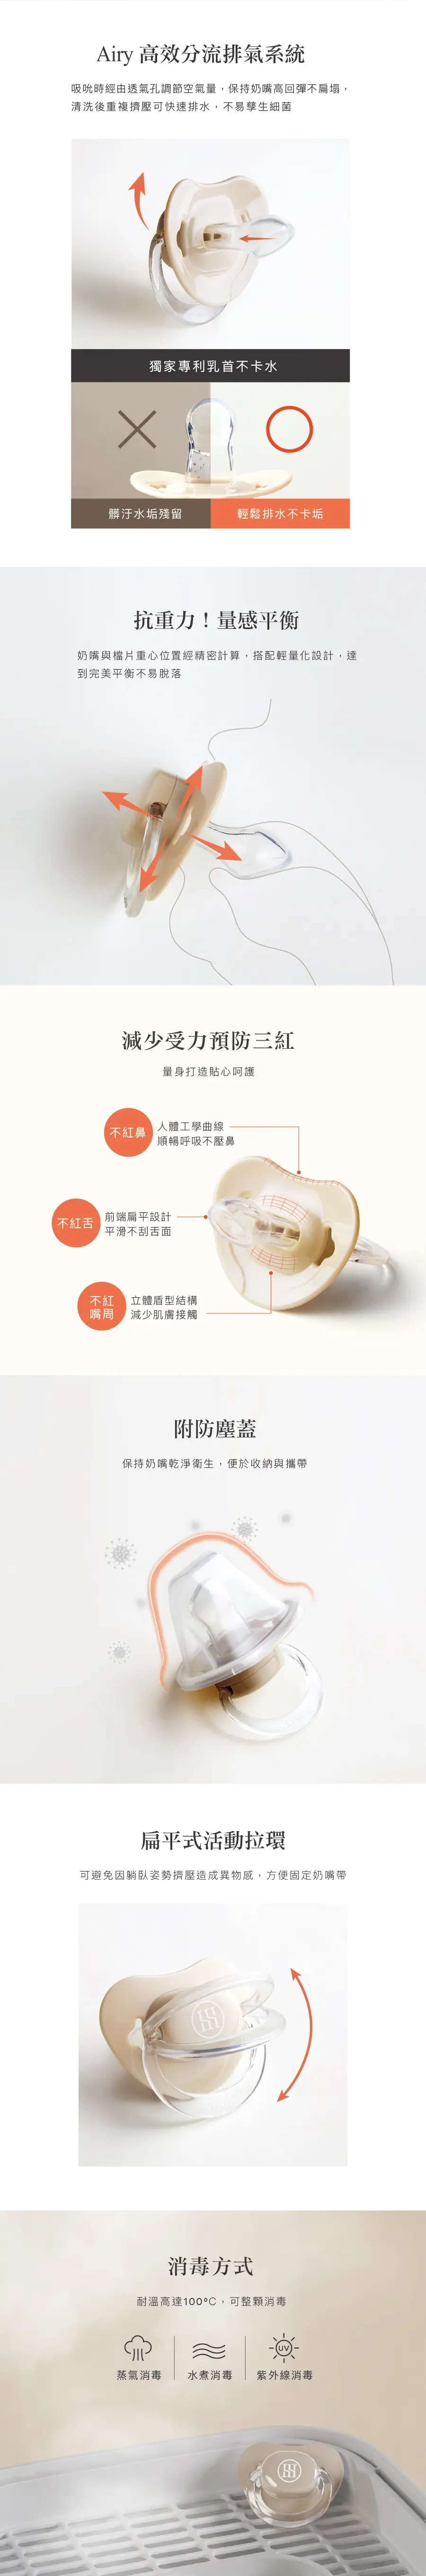 Airy 高效分流排氣系統
吸吮時經由透氣孔調節空氣量，保持奶嘴高回彈不扁塌，
清洗後重複擠壓可快速排水，不易孳生細菌
獨家專利乳首不卡水
髒汙水垢殘留
輕鬆排水不卡垢
抗重力！量感平衡
奶嘴與檔片重心位置經精密計算，搭配輕量化設計，達
到完美平衡不易脫落
減少受力預防三紅
量身打造貼心呵護
不紅鼻
人體工學曲線
順暢呼吸不壓鼻
不紅舌
前端扁平設計
平滑不刮舌面
不紅
嘴周
立體盾型結構
減少肌膚接觸
附防塵蓋
保持奶嘴乾淨衛生，便於收納與攜帶
扁平式活動拉環
可避免因躺臥姿勢擠壓造成異物感，方便固定奶嘴帶
消毒方式
耐溫高達100°C，可整顆消毒
UV
蒸氣消毒
水煮消毒
紫外線消毒